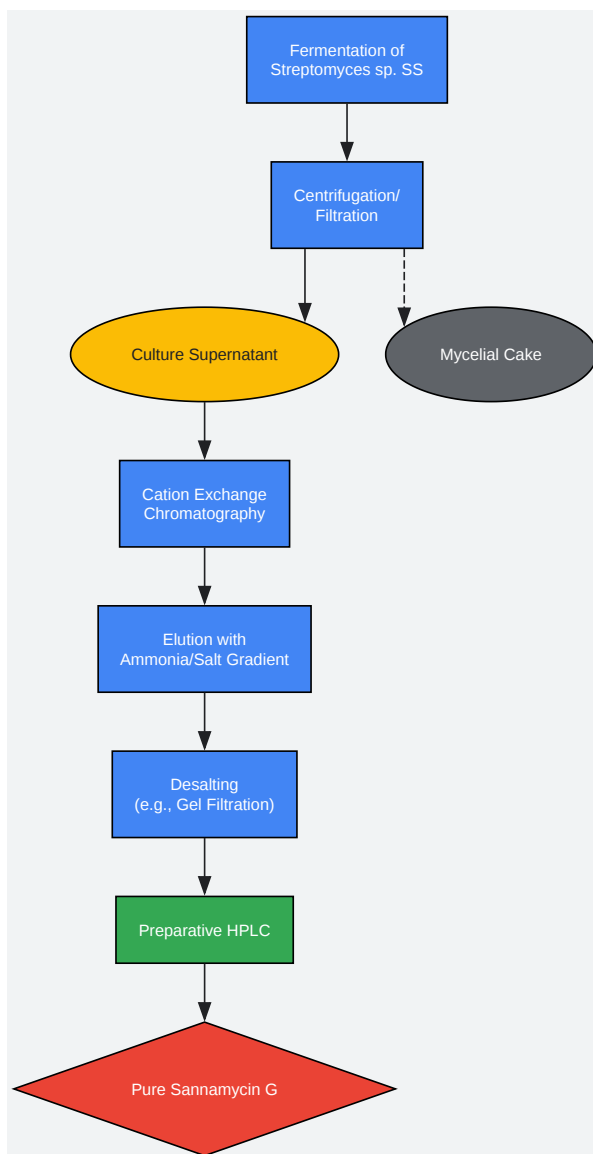 Fermentation of
Streptomyces sp. SS
Centrifugation/
Filtration
Culture Supernatant
Mycelial Cake
Cation Exchange
Chromatography
Elution with
Ammonia/Salt Gradient
Desalting
(e.g., Gel Filtration)
Preparative HPLC
Pure Sannamycin G